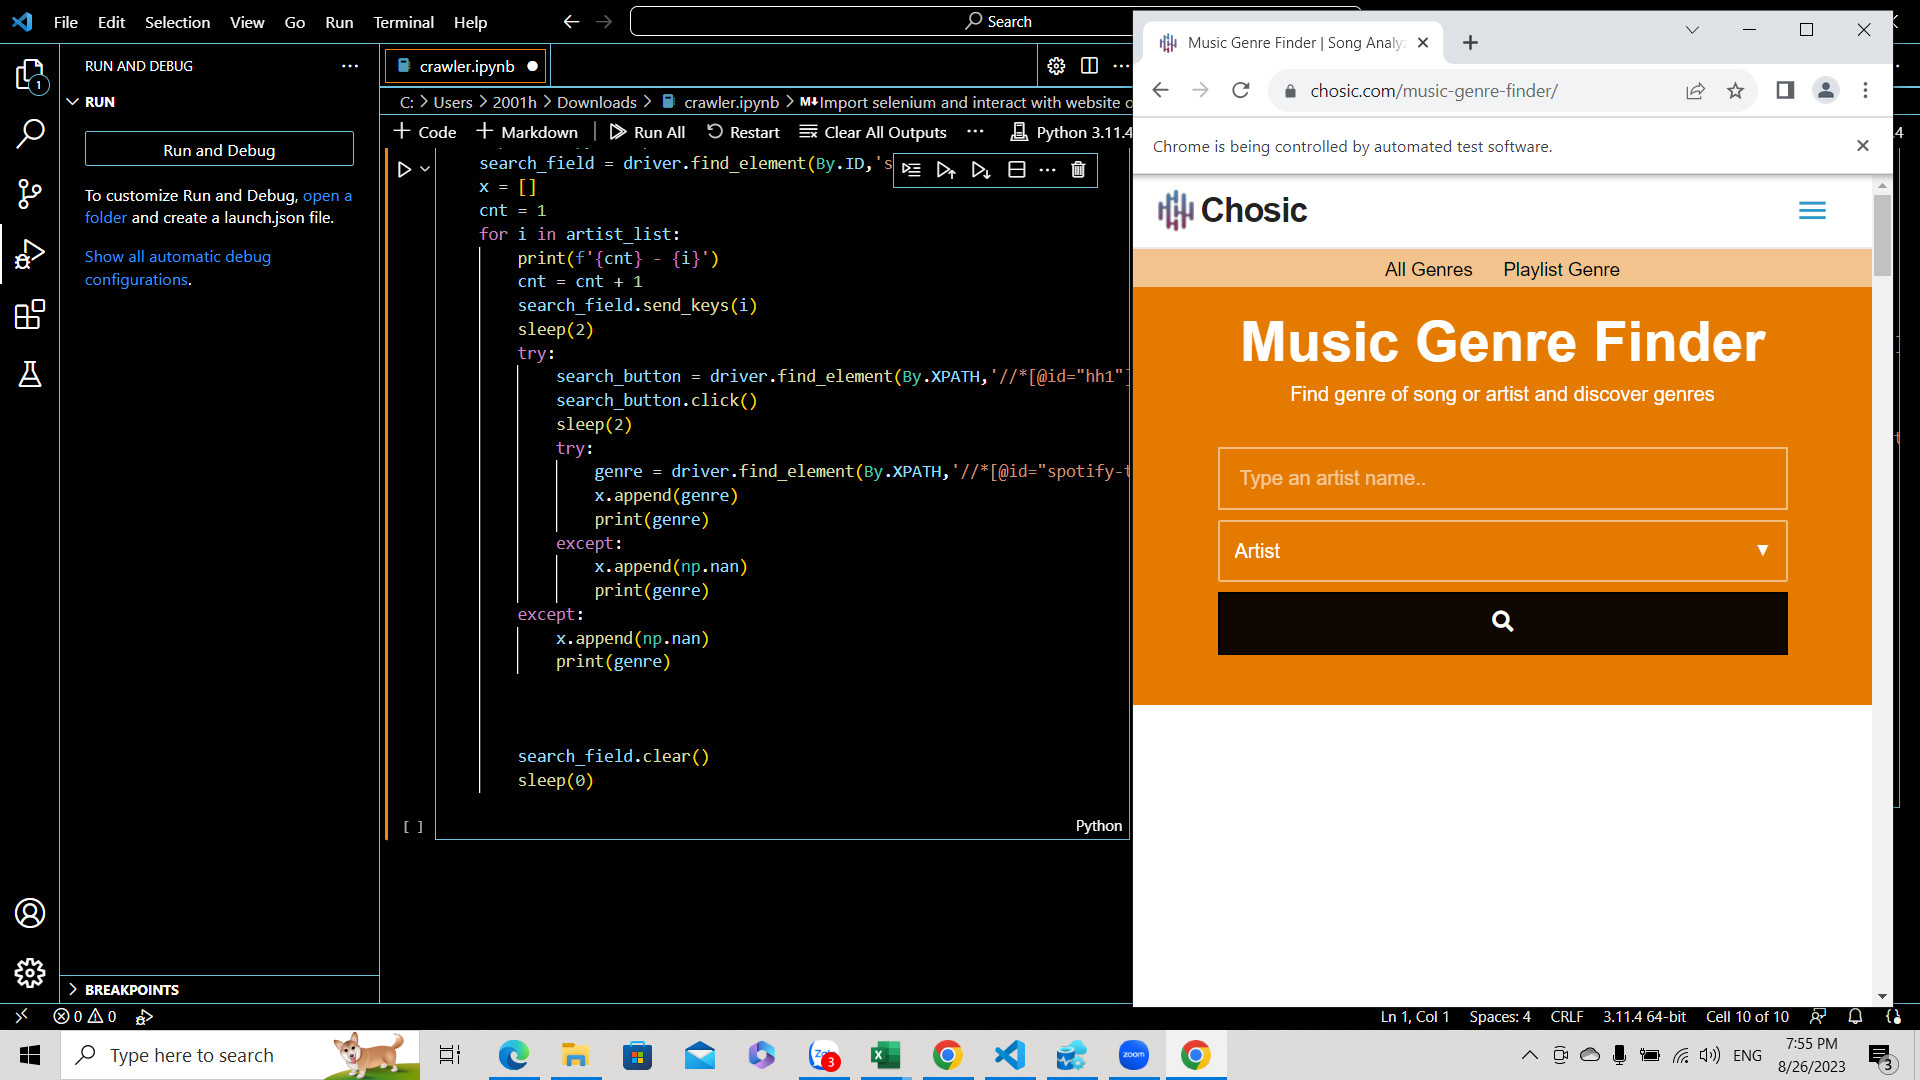 File Edit Selection View Go Run Terminal Help
Search
RUN AND DEBUG
RUN
Run and Debug
To customize Run and Debug, open a
folder and create a launch.json file.
Show all automatic debug
configurations.
BREAKPOINTS
1
crawler.ipynb
C: > Users > 2001h > Downloads > crawler.ipynb > M↓Import selenium and interact with website
+ Code + Markdown Run All Restart Clear All Outputs ... Python 3.11.4
search_field = driver.find_element(By.ID,'s
x = []
cnt = 1
for i in artist_list:
print(f'{cnt} - {i}')
cnt = cnt + 1
search_field.send_keys(i)
sleep(2)
try:
search_button = driver.find_element(By.XPATH,'//*[@id="hh1"]
search_button.click()
sleep(2)
try:
genre = driver.find_element(By.XPATH,'//*[@id="spotify-t
x.append(genre)
print(genre)
except:
x.append(np.nan)
print(genre)
except:
x.append(np.nan)
print(genre)
search_field.clear()
sleep(0)
[ ]
Python
Music Genre Finder | Song Analyz
chosic.com/music-genre-finder/
Chrome is being controlled by automated test software.
Chosic
All Genres Playlist Genre
Music Genre Finder
Find genre of song or artist and discover genres
Type an artist name..
Artist
0 0
Ln 1, Col 1 Spaces: 4 CRLF 3.11.4 64-bit Cell 10 of 10
Type here to search
3
zoom
ENG
7:55 PM
8/26/2023
3